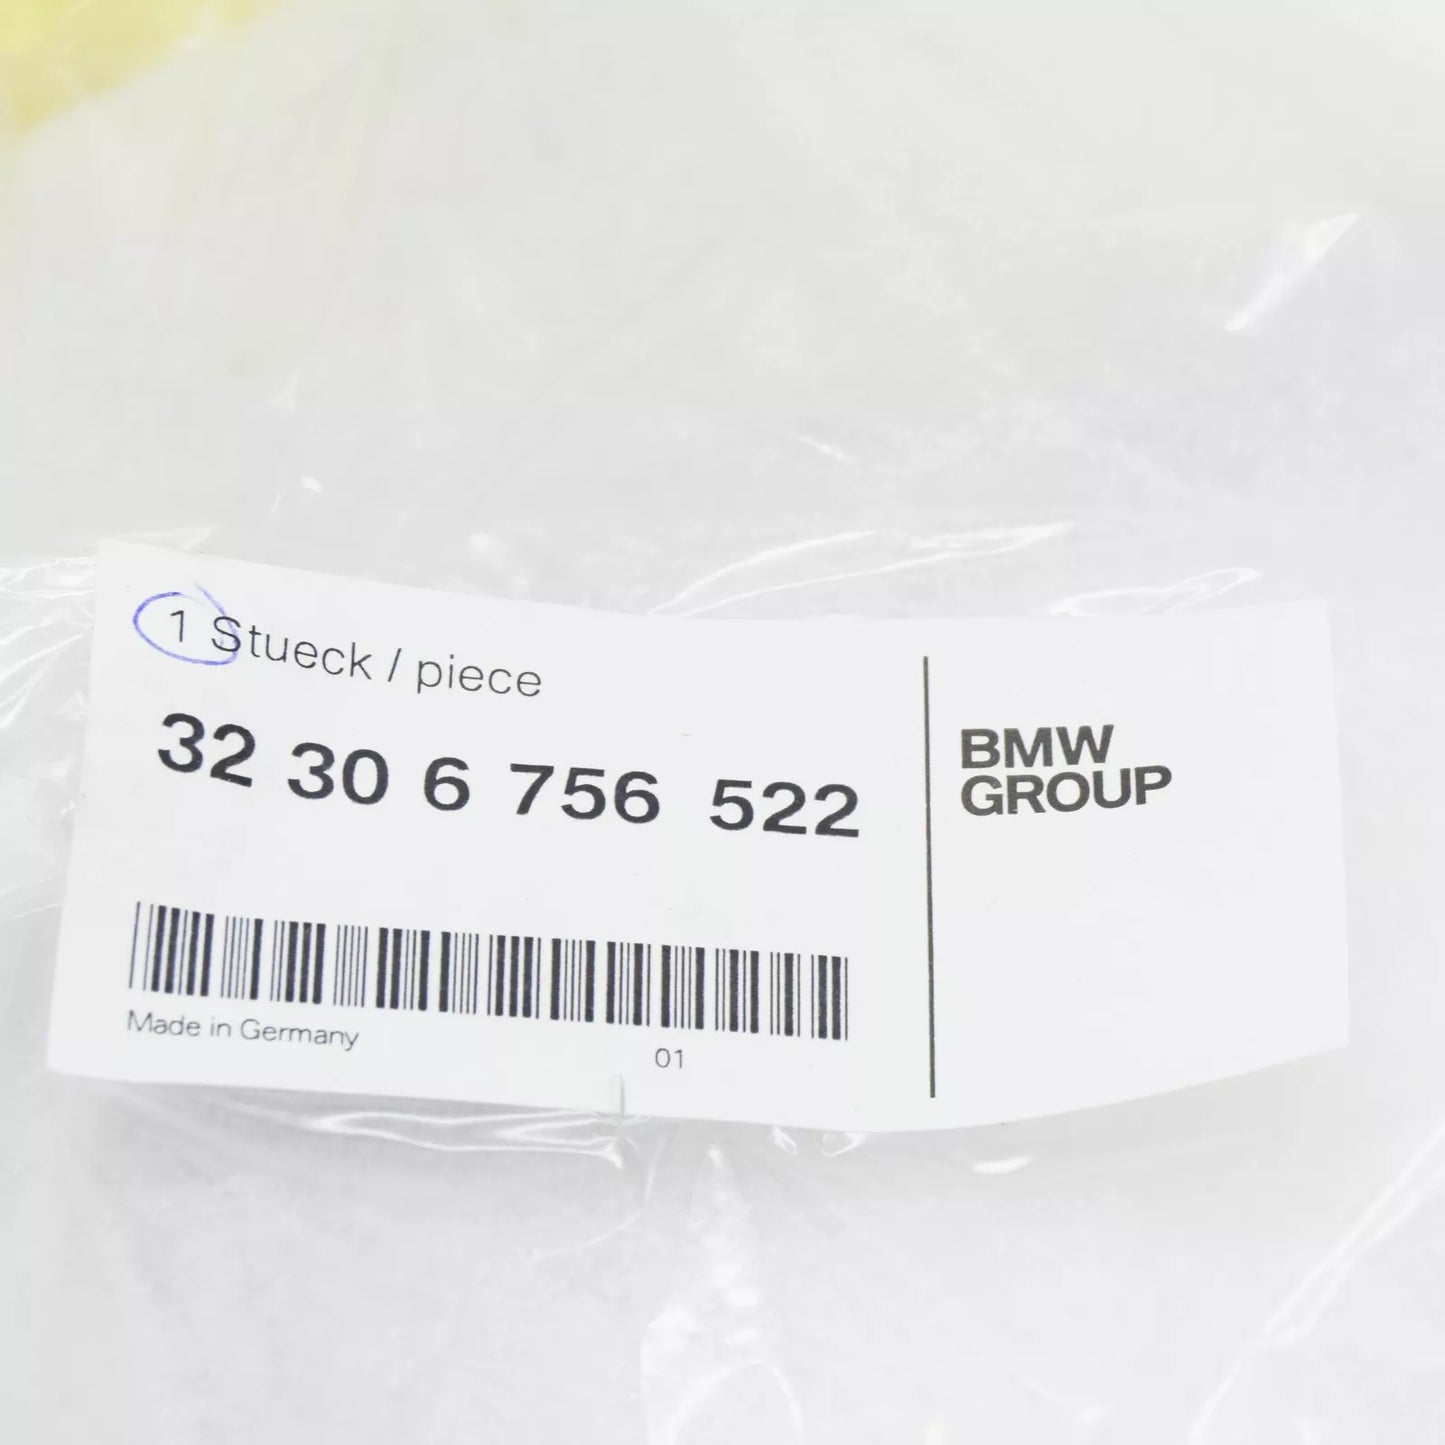 1 Stueck / piece
32 30 6 756 522
Made in Germany
01
BMW
GROUP